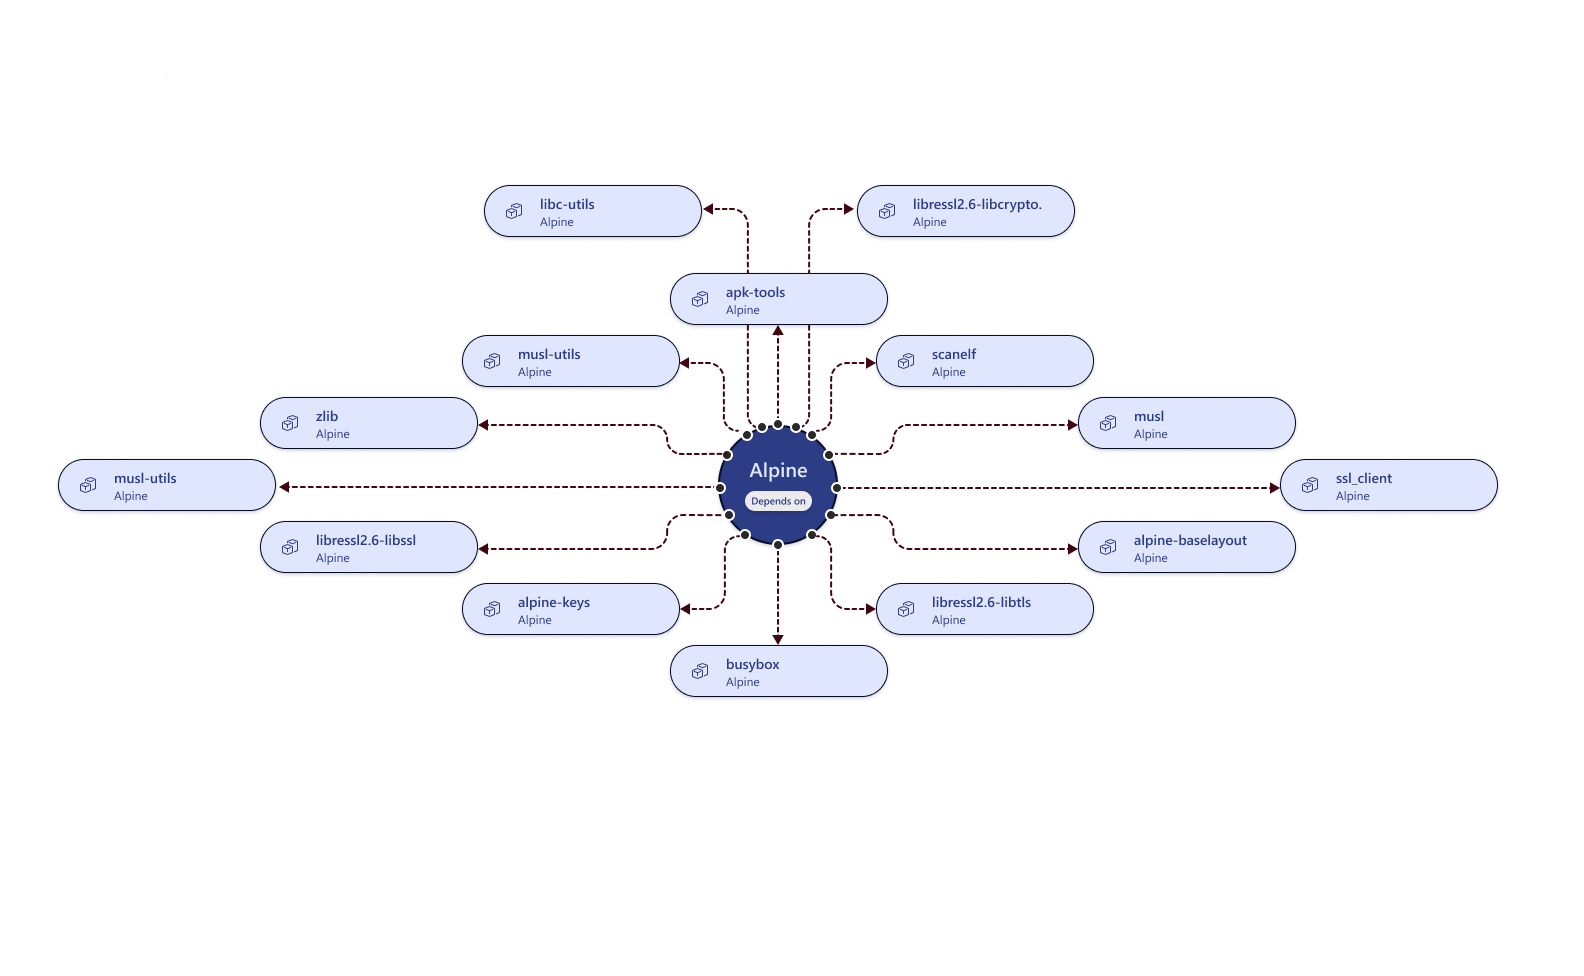 libc-utils
Alpine
libressl2.6-libcrypto.
Alpine
apk-tools
Alpine
musl-utils
Alpine
scanelf
Alpine
zlib
Alpine
musl
Alpine
musl-utils
Alpine
Alpine
Depends on
ssl_client
Alpine
libressl2.6-libssl
Alpine
alpine-baselayout
Alpine
alpine-keys
Alpine
libressl2.6-libtls
Alpine
busybox
Alpine